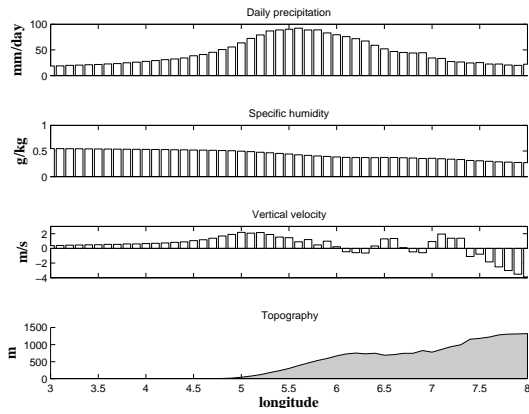 Daily precipitation
mm/day
100
50
0
Specific humidity
g/kg
1
0.5
0
Vertical velocity
m/s
2
0
−2
−4
Topography
m
1500
1000
500
0
3 3.5 4 4.5 5 5.5 6 6.5 7 7.5 8
longitude